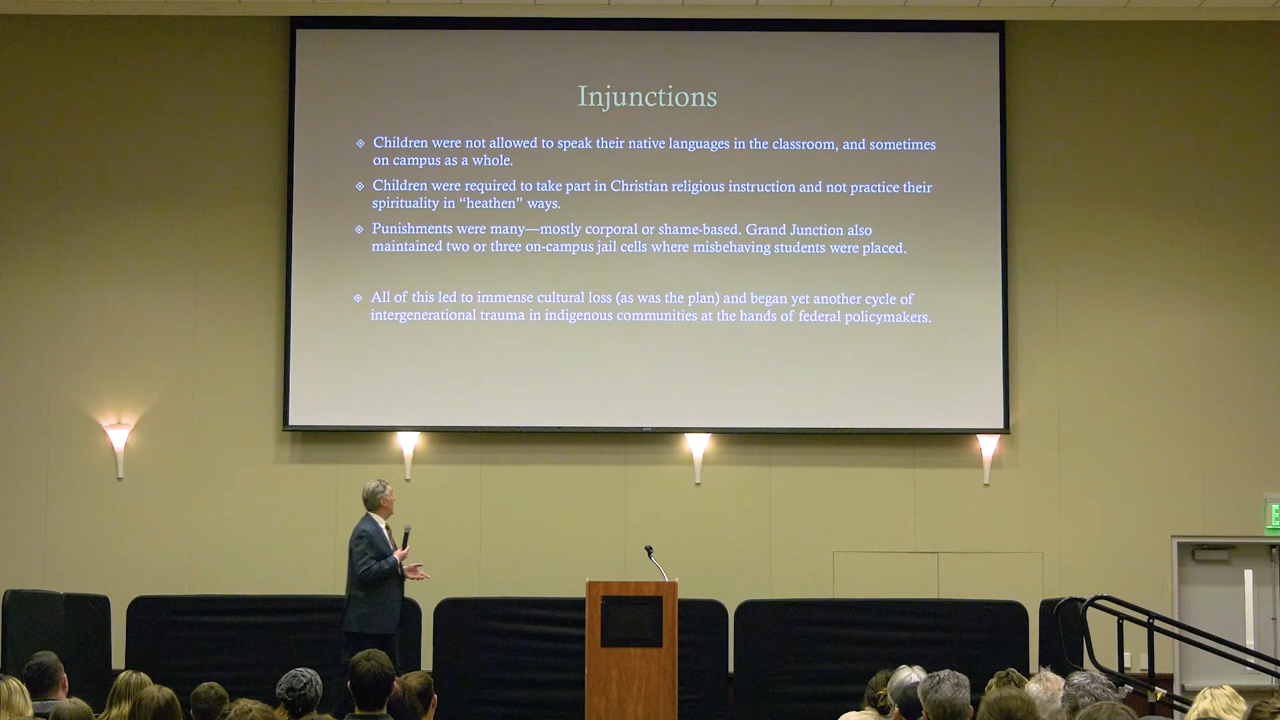 Injunctions
Children were not allowed to speak their native languages in the classroom, and sometimes
on campus as a whole.
Children were required to take part in Christian religious instruction and not practice their
spirituality in “heathen” ways.
Punishments were many—mostly corporal or shame-based. Grand Junction also
maintained two or three on-campus jail cells where misbehaving students were placed.
All of this led to immense cultural loss (as was the plan) and began yet another cycle of
intergenerational trauma in indigenous communities at the hands of federal policymakers.